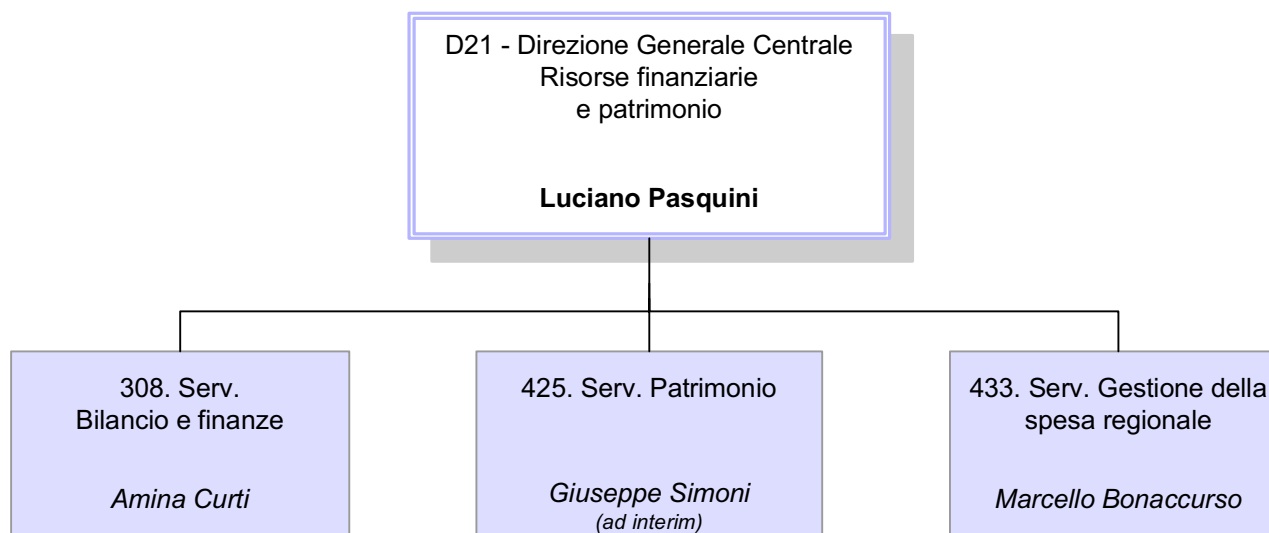 D21 - Direzione Generale Centrale
Risorse finanziarie
e patrimonio
Luciano Pasquini
308. Serv.
Bilancio e finanze
Amina Curti
425. Serv. Patrimonio
Giuseppe Simoni
(ad interim)
433. Serv. Gestione della
spesa regionale
Marcello Bonaccurso